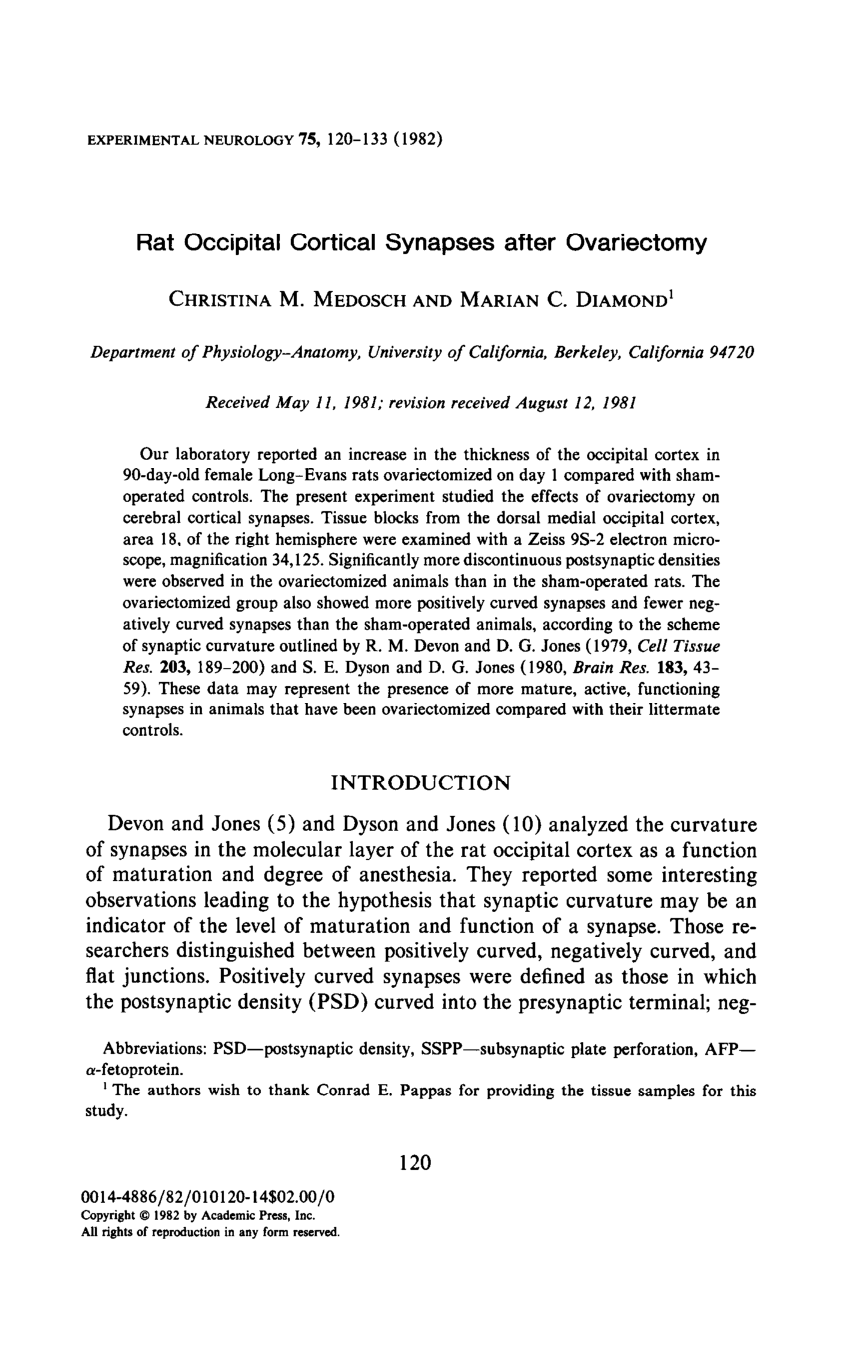 EXPERIMENTAL NEUROLOGY 75, 120–133 (1982)
Rat Occipital Cortical Synapses after Ovariectomy
CHRISTINA M. MEDOSCH AND MARIAN C. DIAMOND¹
Department of Physiology–Anatomy, University of California, Berkeley, California 94720
Received May 11, 1981; revision received August 12, 1981
Our laboratory reported an increase in the thickness of the occipital cortex in
90-day-old female Long–Evans rats ovariectomized on day 1 compared with sham-
operated controls. The present experiment studied the effects of ovariectomy on
cerebral cortical synapses. Tissue blocks from the dorsal medial occipital cortex,
area 18, of the right hemisphere were examined with a Zeiss 9S-2 electron micro-
scope, magnification 34,125. Significantly more discontinuous postsynaptic densities
were observed in the ovariectomized animals than in the sham-operated rats. The
ovariectomized group also showed more positively curved synapses and fewer neg-
atively curved synapses than the sham-operated animals, according to the scheme
of synaptic curvature outlined by R. M. Devon and D. G. Jones (1979, Cell Tissue
Res. 203, 189–200) and S. E. Dyson and D. G. Jones (1980, Brain Res. 183, 43–
59). These data may represent the presence of more mature, active, functioning
synapses in animals that have been ovariectomized compared with their littermate
controls.
INTRODUCTION
Devon and Jones (5) and Dyson and Jones (10) analyzed the curvature
of synapses in the molecular layer of the rat occipital cortex as a function
of maturation and degree of anesthesia. They reported some interesting
observations leading to the hypothesis that synaptic curvature may be an
indicator of the level of maturation and function of a synapse. Those re-
searchers distinguished between positively curved, negatively curved, and
flat junctions. Positively curved synapses were defined as those in which
the postsynaptic density (PSD) curved into the presynaptic terminal; neg-
Abbreviations: PSD—postsynaptic density, SSPP—subsynaptic plate perforation, AFP—
α-fetoprotein.
¹ The authors wish to thank Conrad E. Pappas for providing the tissue samples for this
study.
120
0014-4886/82/010120-14$02.00/0
Copyright © 1982 by Academic Press, Inc.
All rights of reproduction in any form reserved.